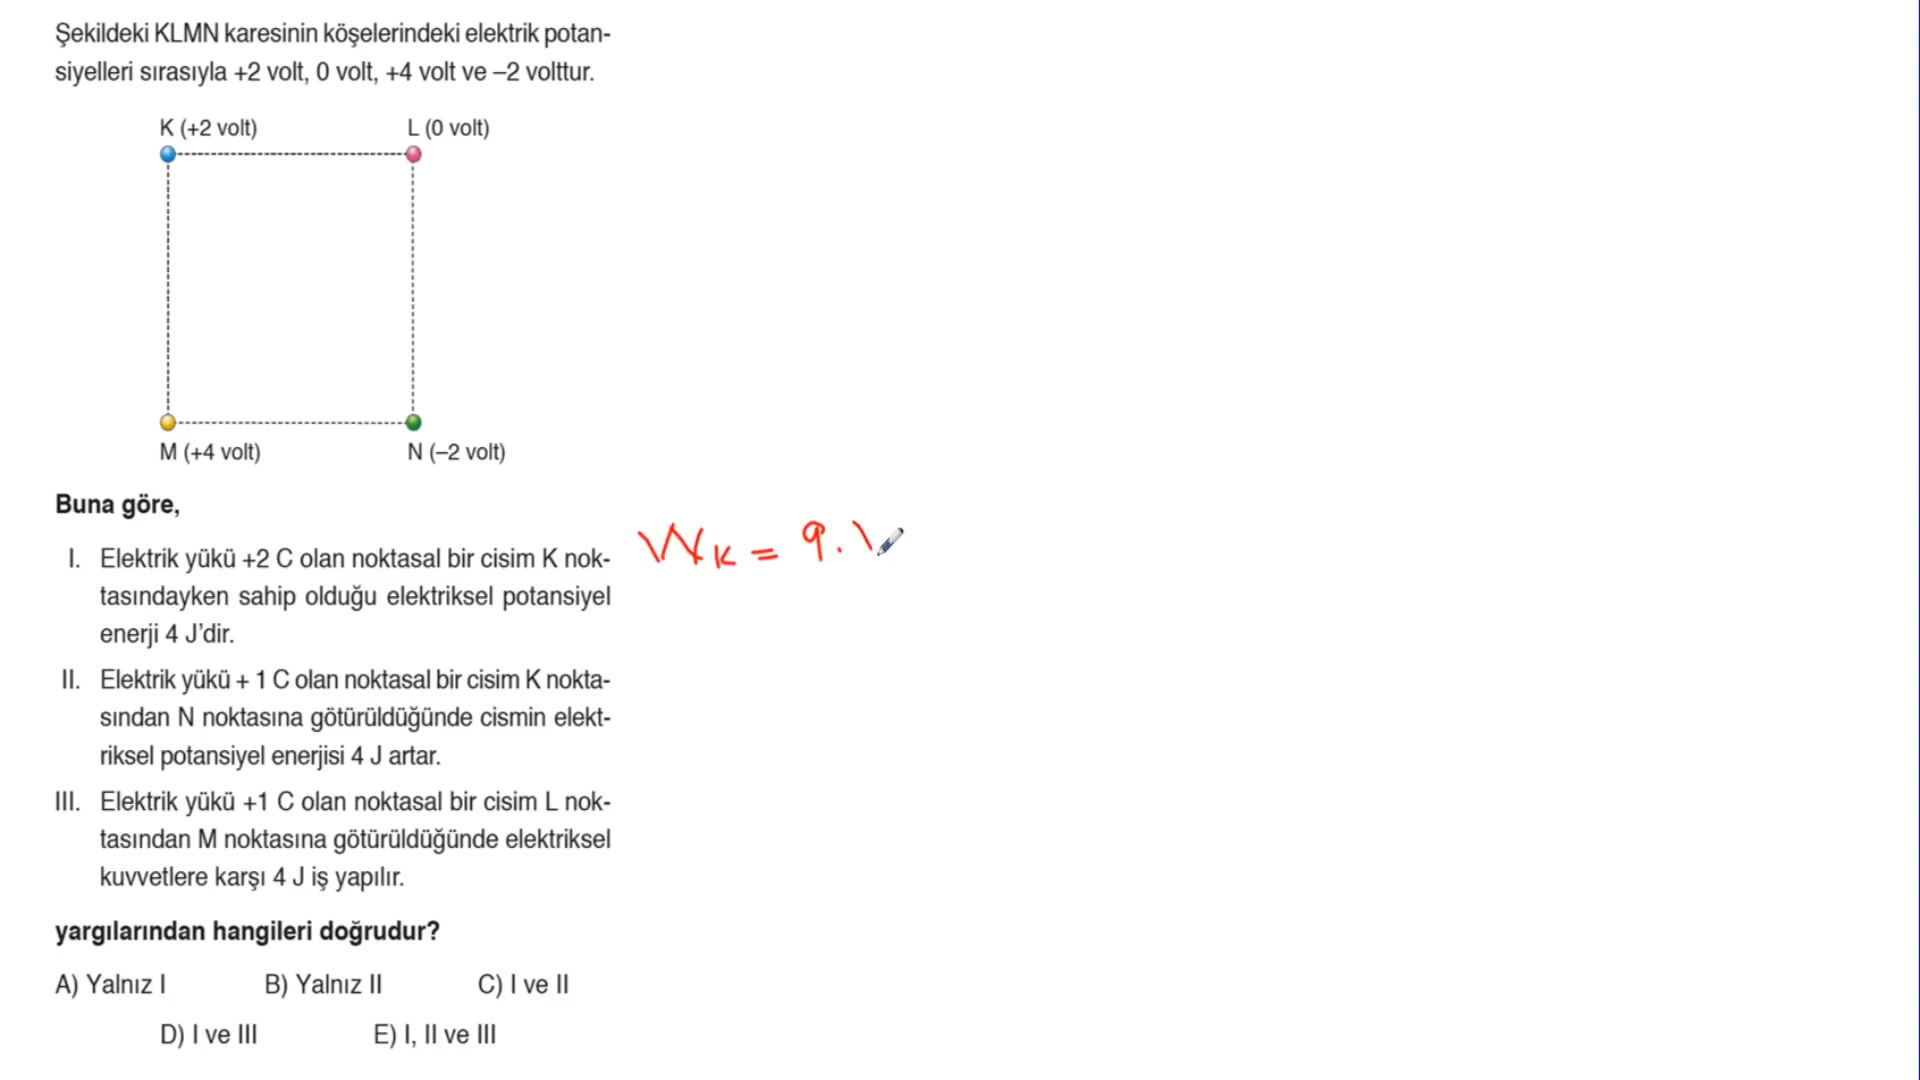 Şekildeki KLMN karesinin köşelerindeki elektrik potan-
siyelleri sırasıyla +2 volt, 0 volt, +4 volt ve –2 volttur.
K (+2 volt) L (0 volt)
M (+4 volt) N (–2 volt)
Buna göre,
I. Elektrik yükü +2 C olan noktasal bir cisim K nok-
tasındayken sahip olduğu elektriksel potansiyel
enerji 4 J’dir.
W K = q . \
II. Elektrik yükü + 1 C olan noktasal bir cisim K nokta-
sından N noktasına götürüldüğünde cismin elekt-
riksel potansiyel enerjisi 4 J artar.
III. Elektrik yükü +1 C olan noktasal bir cisim L nok-
tasından M noktasına götürüldüğünde elektriksel
kuvvetlere karşı 4 J iş yapılır.
yargılarından hangileri doğrudur?
A) Yalnız I B) Yalnız II C) I ve II
D) I ve III E) I, II ve III